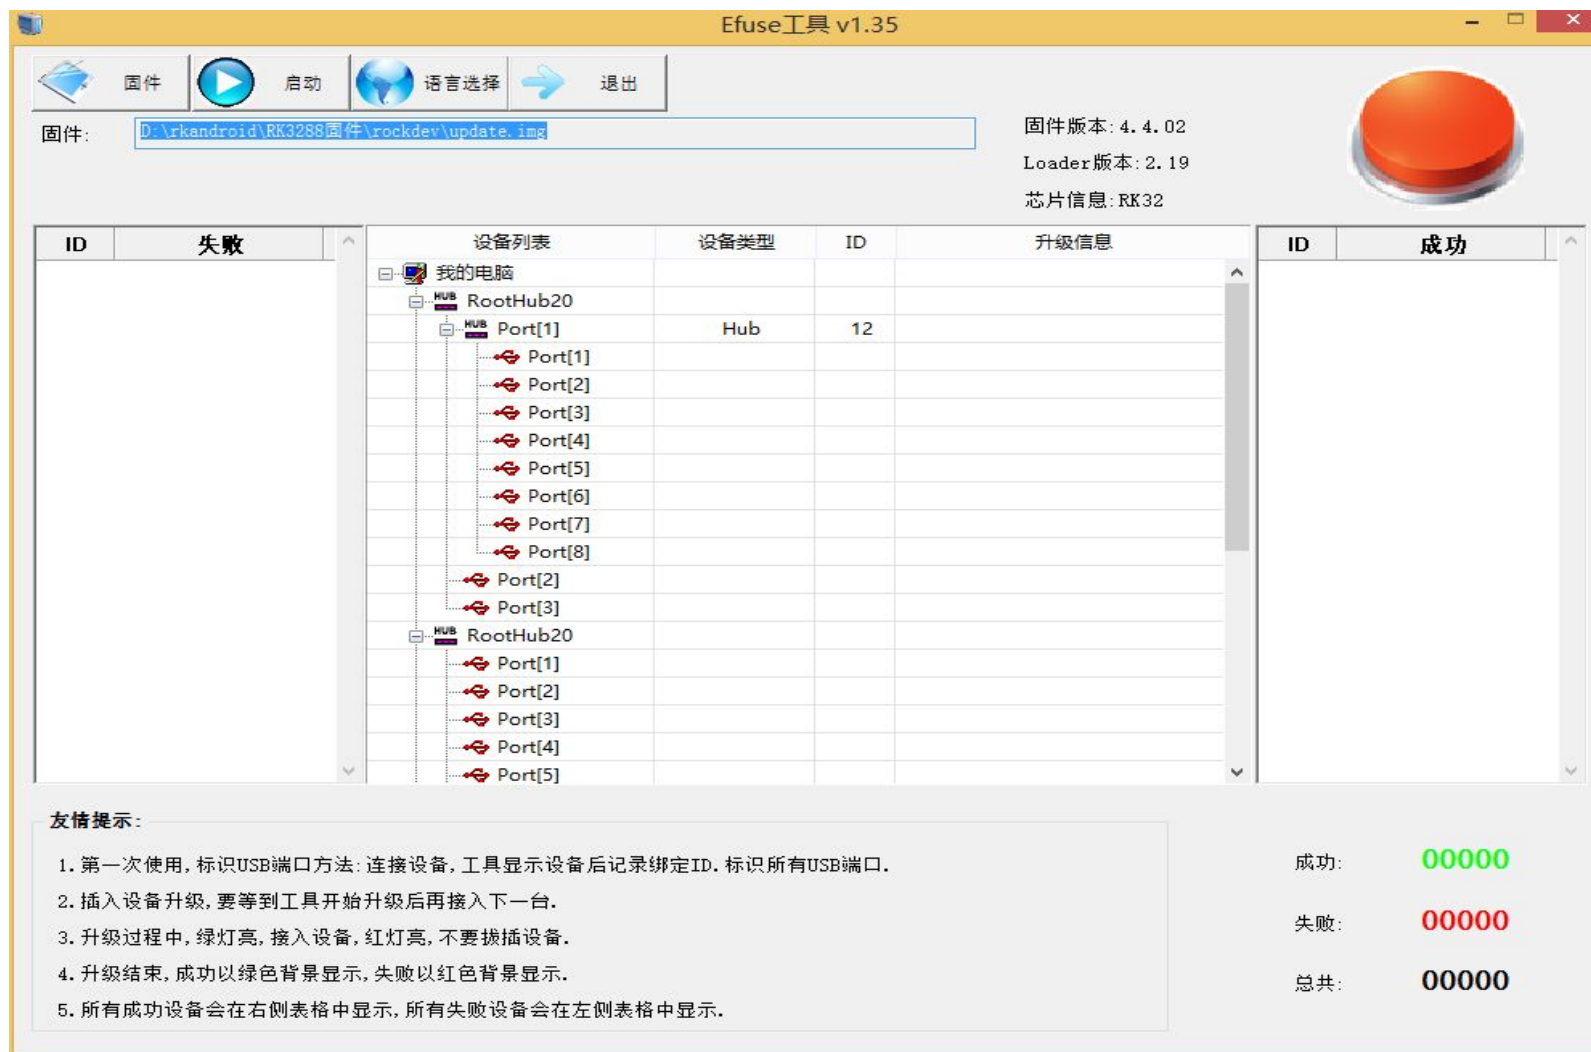 Efuse工具 v1.35
固件 启动 语言选择 退出
固件: D:\rkandroid\RK3288固件\rockdev\update.img
固件版本:4.4.02
Loader版本:2.19
芯片信息:RK32
ID 失败
设备列表 设备类型 ID 升级信息
我的电脑
HUB RootHub20
HUB Port[1] Hub 12
Port[1]
Port[2]
Port[3]
Port[4]
Port[5]
Port[6]
Port[7]
Port[8]
Port[2]
Port[3]
HUB RootHub20
Port[1]
Port[2]
Port[3]
Port[4]
Port[5]
ID 成功
友情提示:
1.第一次使用,标识USB端口方法:连接设备,工具显示设备后记录绑定ID.标识所有USB端口.
2.插入设备升级,要等到工具开始升级后再接入下一台.
3.升级过程中,绿灯亮,接入设备,红灯亮,不要拔插设备.
4.升级结束,成功以绿色背景显示,失败以红色背景显示.
5.所有成功设备会在右侧表格中显示,所有失败设备会在左侧表格中显示.
成功: 00000
失败: 00000
总共: 00000